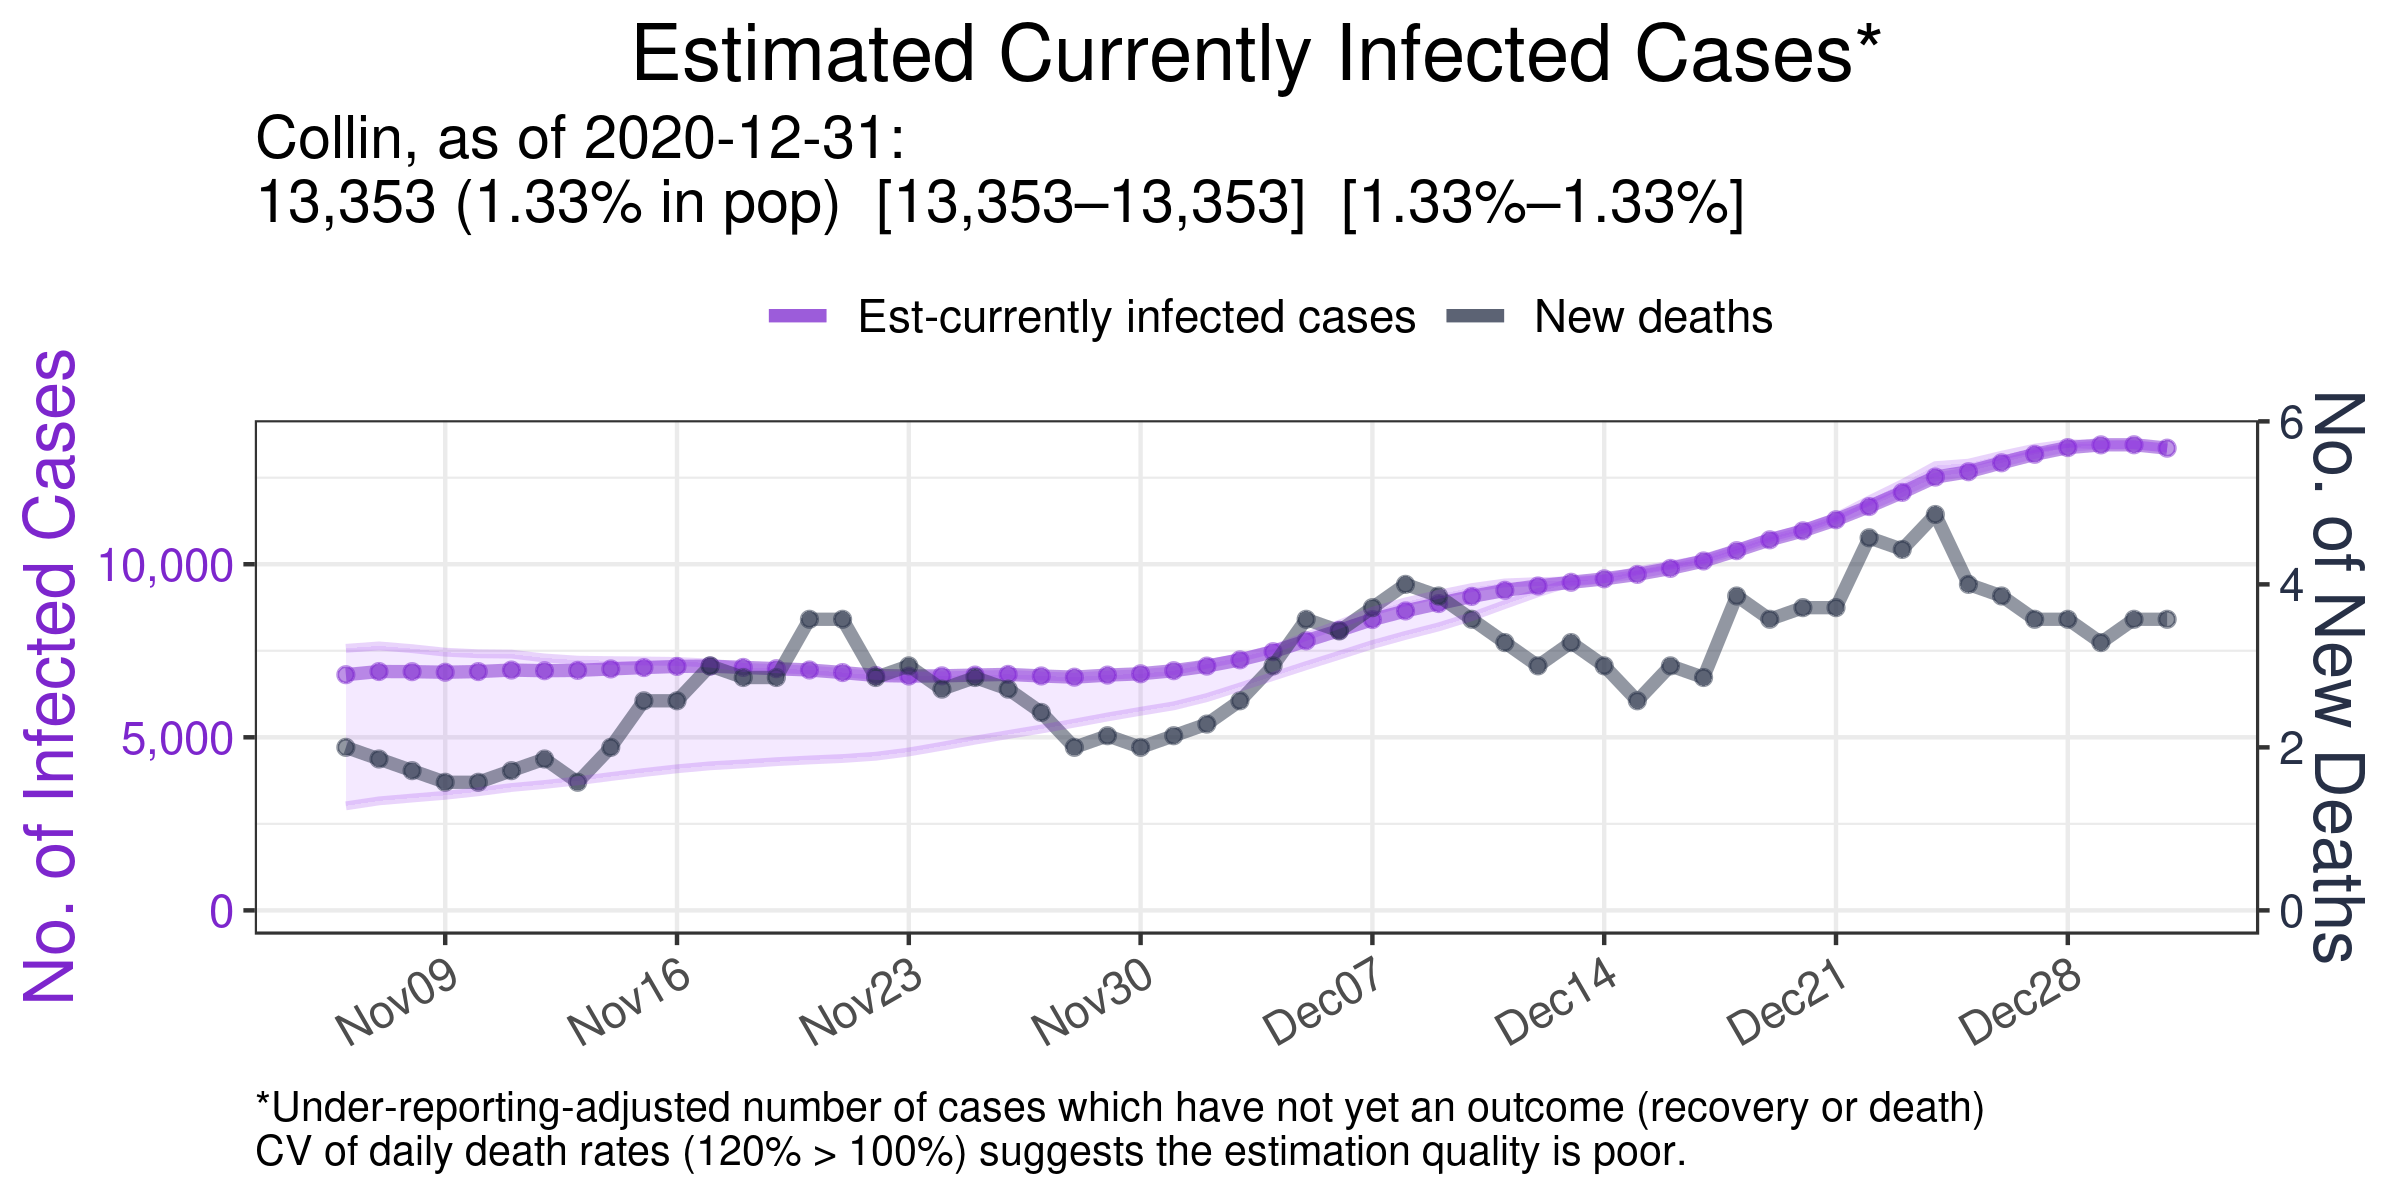 Estimated Currently Infected Cases*
Collin, as of 2020-12-31:
13,353 (1.33% in pop)  [13,353–13,353]  [1.33%–1.33%]
Est-currently infected cases
New deaths
No. of Infected Cases
10,000
5,000
0
6
4
2
0
No. of New Deaths
Nov09
Nov16
Nov23
Nov30
Dec07
Dec14
Dec21
Dec28
*Under-reporting-adjusted number of cases which have not yet an outcome (recovery or death)
CV of daily death rates (120% > 100%) suggests the estimation quality is poor.